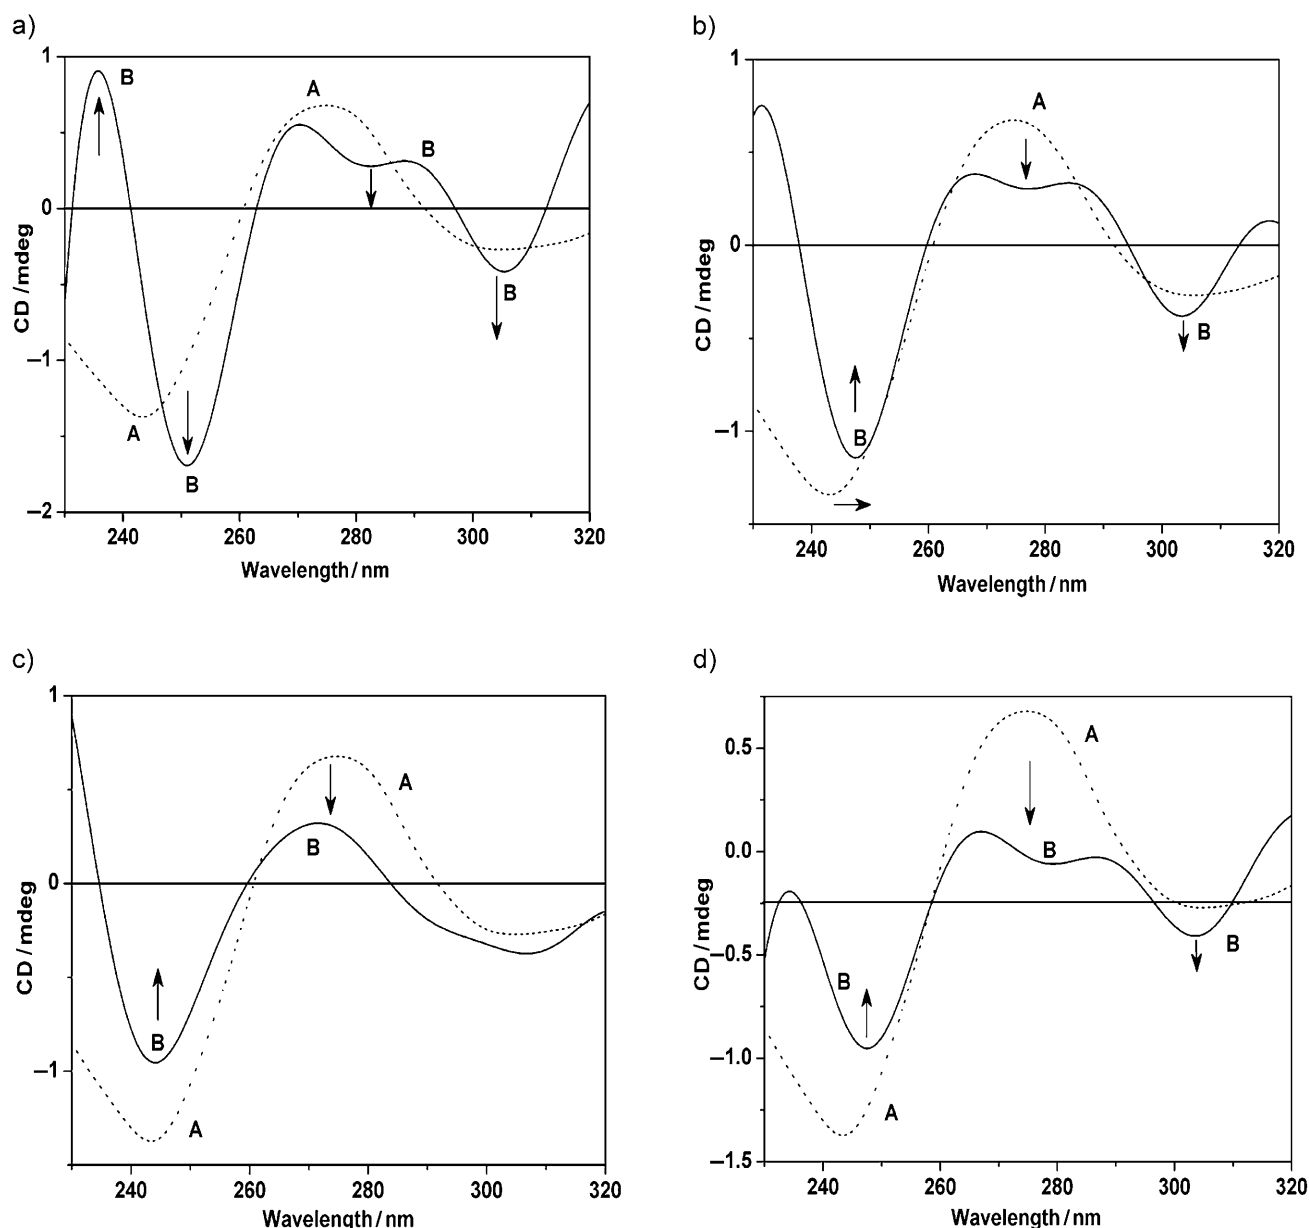 a)
1
0
–1
–2
CD / mdeg
B
A
B
A
B
B
240 260 280 300 320
Wavelength / nm
b)
1
0
–1
CD / mdeg
A
B
B
240 260 280 300 320
Wavelength / nm
c)
1
0
–1
CD / mdeg
A
B
B
A
240 260 280 300 320
Wavelength / nm
d)
0.5
0.0
–0.5
–1.0
–1.5
CD / mdeg
A
B
B
B
A
240 260 280 300 320
Wavelength / nm